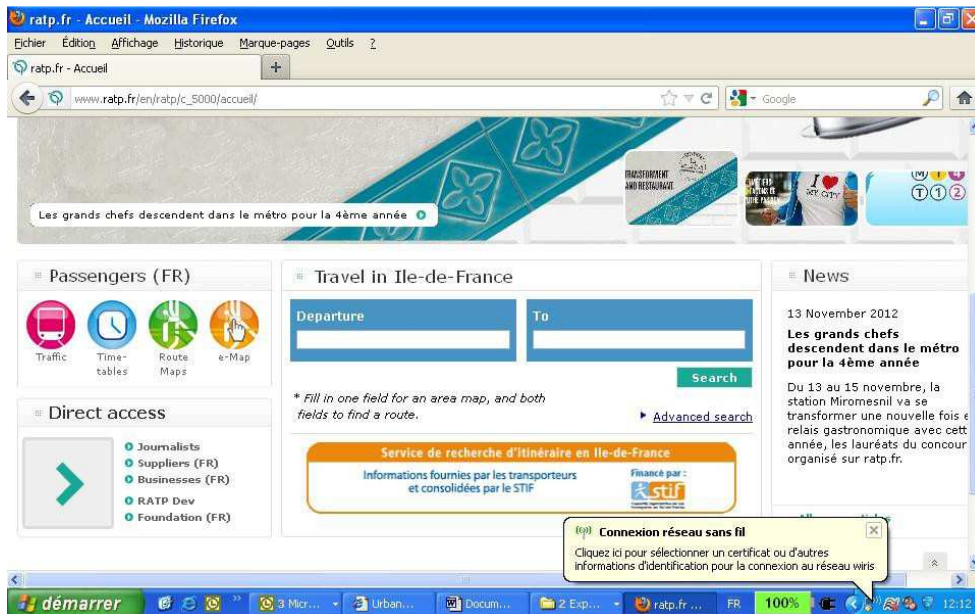 ratp.fr - Accueil - Mozilla Firefox
Fichier Édition Affichage Historique Marque-pages Outils ?
ratp.fr - Accueil
www.ratp.fr/en/ratp/c_5000/accueil/
Google
TRANSFORMENT
AND RESTAURANT
I MY CITY
M 1 4
T 1 2
Les grands chefs descendent dans le métro pour la 4ème année
Passengers (FR)
Traffic
Time-
tables
Route
Maps
e-Map
Direct access
Journalists
Suppliers (FR)
Businesses (FR)
RATP Dev
Foundation (FR)
Travel in Ile-de-France
Departure
To
Search
* Fill in one field for an area map, and both
fields to find a route.
Advanced search
Service de recherche d'itinéraire en Ile-de-France
Informations fournies par les transporteurs
et consolidées par le STIF
Financé par :
stif
News
13 November 2012
Les grands chefs
descendent dans le métro
pour la 4ème année
Du 13 au 15 novembre, la
station Miromesnil va se
transformer une nouvelle fois e
relais gastronomique avec cett
année, les lauréats du concour
organisé sur ratp.fr.
Connexion réseau sans fil
Cliquez ici pour sélectionner un certificat ou d'autres
informations d'identification pour la connexion au réseau wiris
démarrer
3 Micr...
Urban...
Docum...
2 Exp...
ratp.fr ...
FR
100%
12:12